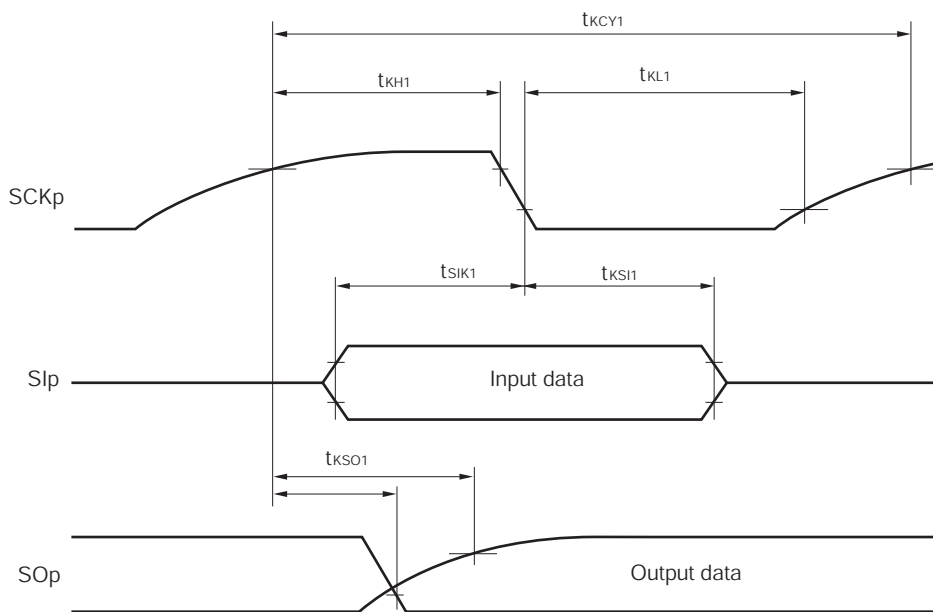 tKCY1
tKH1
tKL1
SCKp
tSIK1
tKSI1
SIp
Input data
tKSO1
SOp
Output data